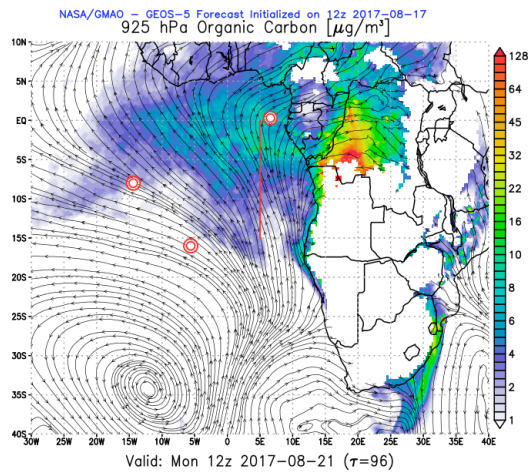 NASA/GMAO - GEOS-5 Forecast Initialized on 12z 2017-08-17
925 hPa Organic Carbon [μg/m³]
10N
5N
EQ
5S
10S
15S
20S
25S
30S
35S
40S
30W 25W 20W 15W 10W 5W 0 5E 10E 15E 20E 25E 30E 35E 40E
128
64
45
32
22
16
10
8
6
4
2
1
Valid: Mon 12z 2017-08-21 (τ=96)